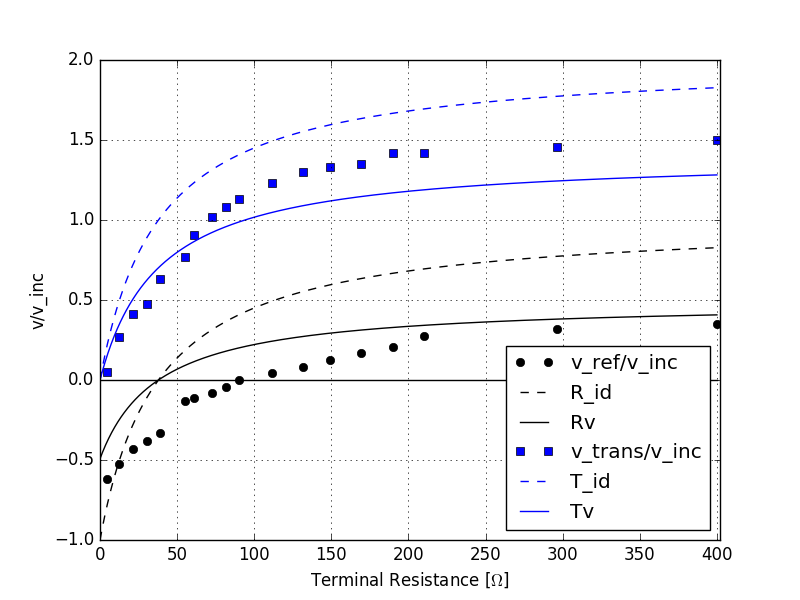 2.0
1.5
1.0
0.5
0.0
−0.5
−1.0
v/v_inc
v_ref/v_inc
R_id
Rv
v_trans/v_inc
T_id
Tv
0 50 100 150 200 250 300 350 400
Terminal Resistance [Ω]